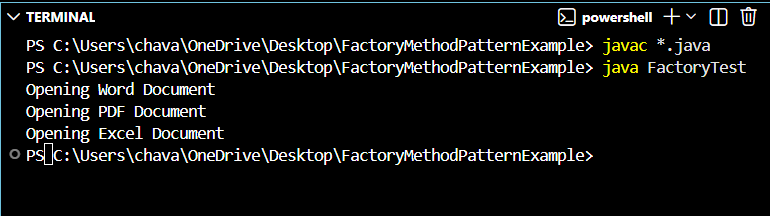 TERMINAL
powershell
PS C:\Users\chava\OneDrive\Desktop\FactoryMethodPatternExample> javac *.java
PS C:\Users\chava\OneDrive\Desktop\FactoryMethodPatternExample> java FactoryTest
Opening Word Document
Opening PDF Document
Opening Excel Document
PS C:\Users\chava\OneDrive\Desktop\FactoryMethodPatternExample>